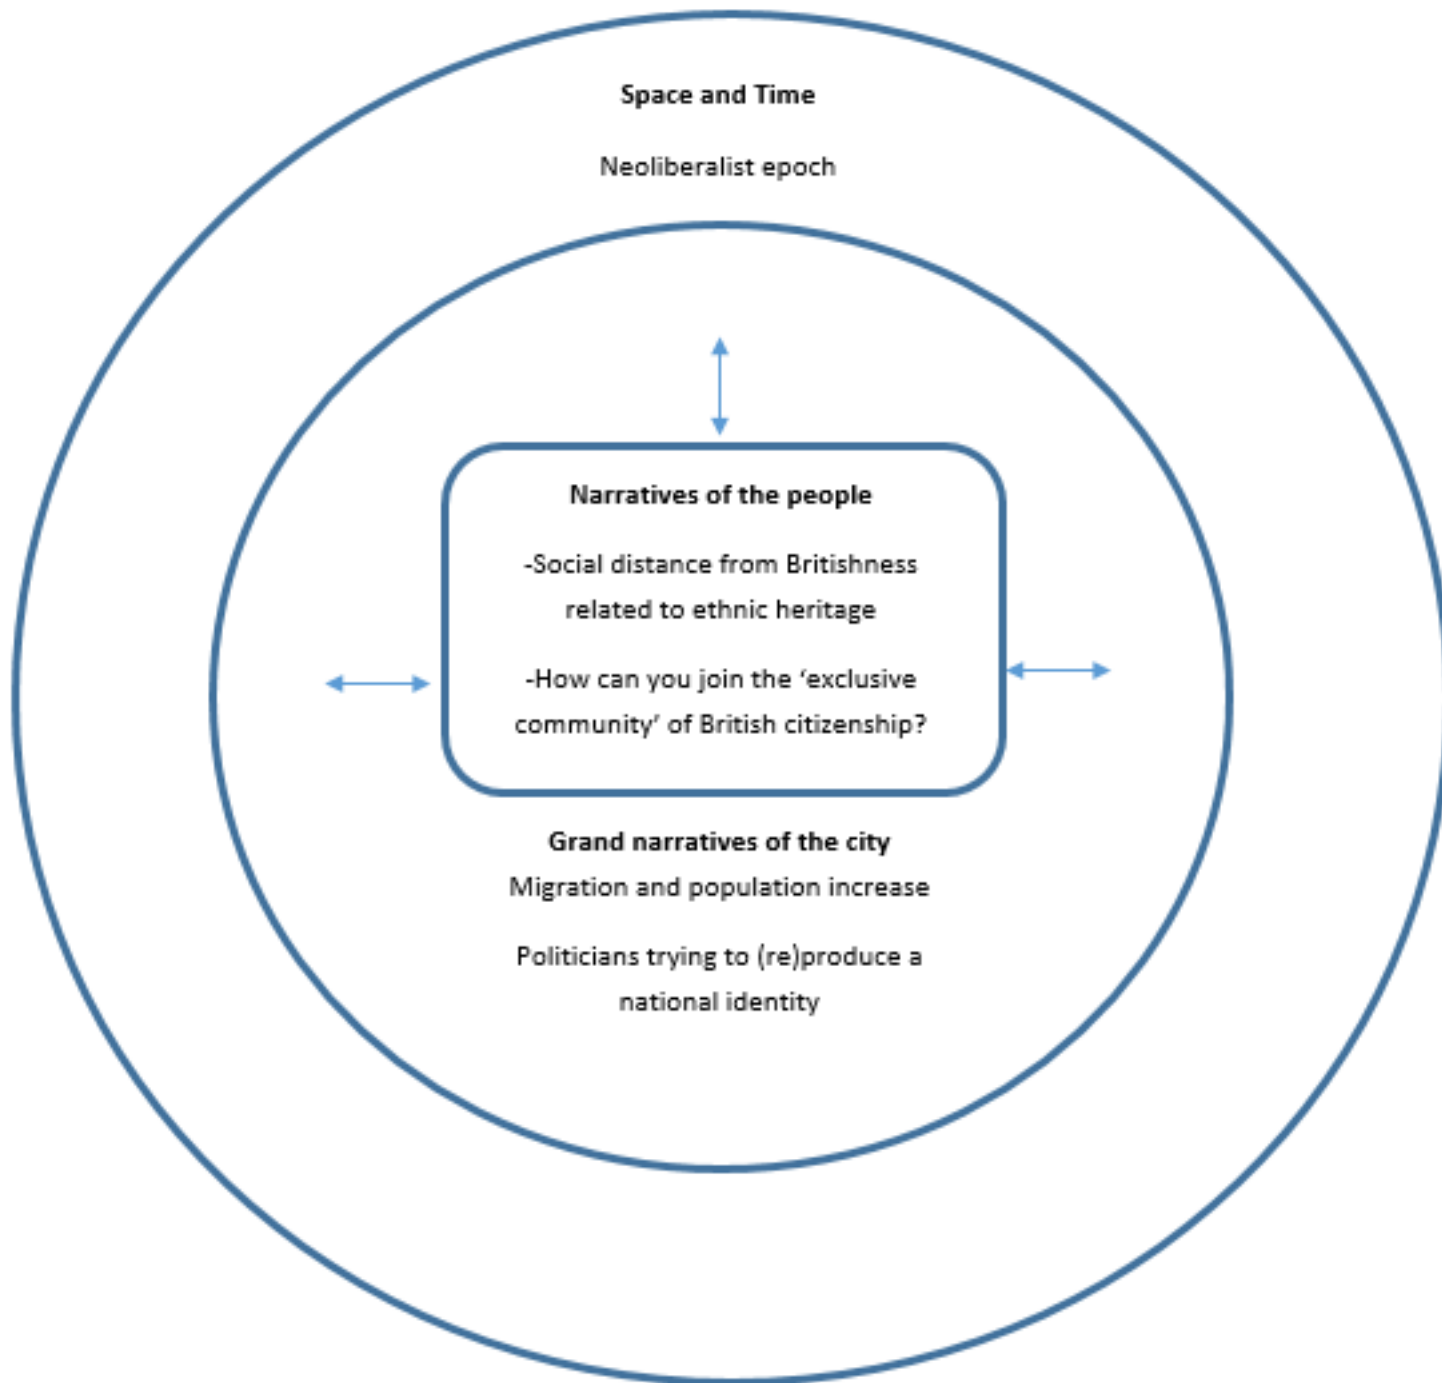 Space and Time
Neoliberalist epoch
Narratives of the people
-Social distance from Britishness
related to ethnic heritage
-How can you join the ‘exclusive
community’ of British citizenship?
Grand narratives of the city
Migration and population increase
Politicians trying to (re)produce a
national identity